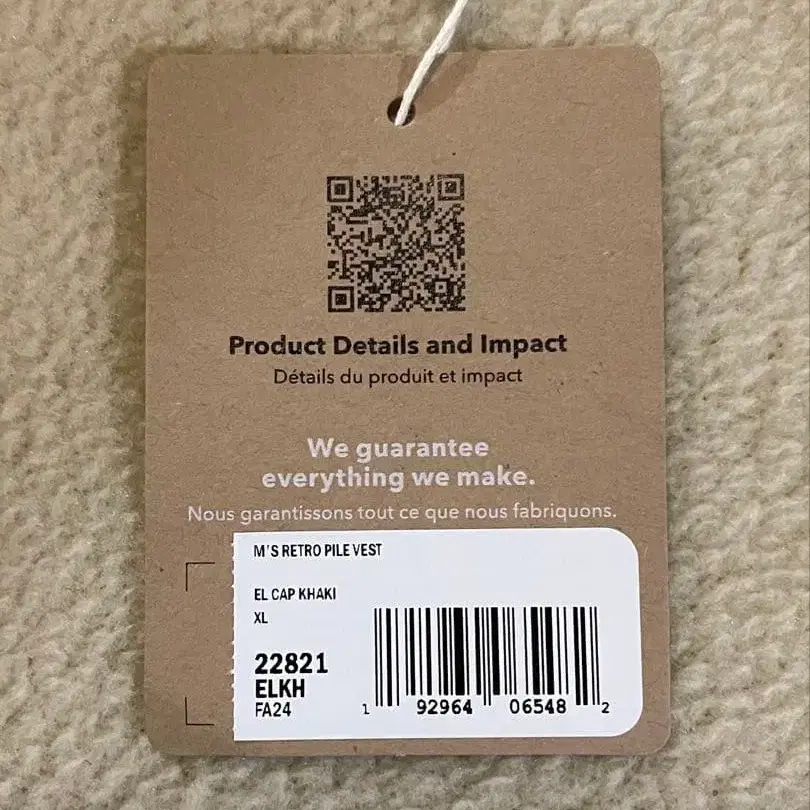 Product Details and Impact
Détails du produit et impact
We guarantee
everything we make.
Nous garantissons tout ce que nous fabriquons.
M'S RETRO PILE VEST
EL CAP KHAKI
XL
22821
ELKH
FA24
1 92964 06548 2